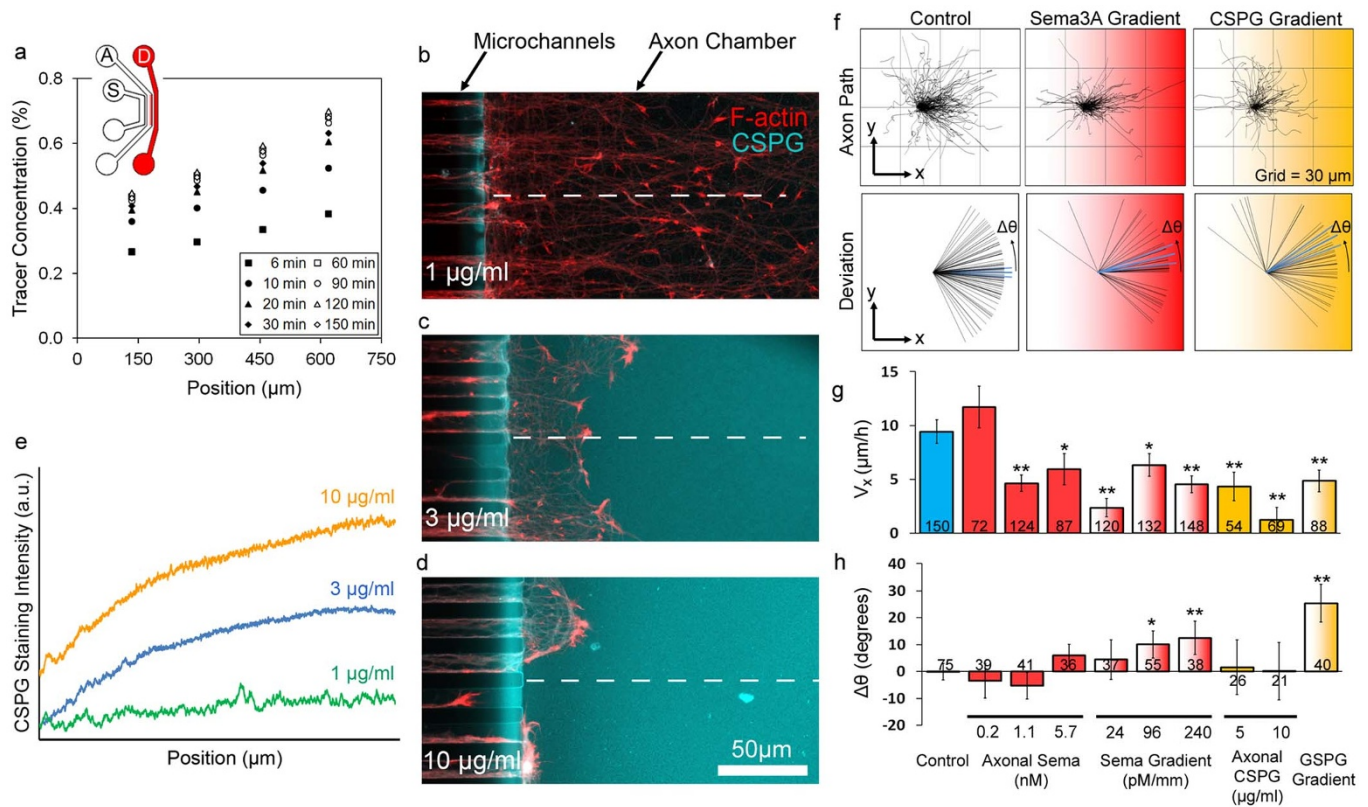 a
A
D
S
0.8
0.6
0.4
0.2
0.0
Tracer Concentration (%)
6 min
60 min
10 min
90 min
20 min
120 min
30 min
150 min
0
150
300
450
600
750
Position (µm)
e
CSPG Staining Intensity (a.u.)
10 µg/ml
3 µg/ml
1 µg/ml
Position (µm)
Microchannels
Axon Chamber
b
F-actin
CSPG
1 µg/ml
c
3 µg/ml
d
10 µg/ml
50µm
f
Control
Sema3A Gradient
CSPG Gradient
Axon Path
y
x
Grid = 30 µm
Deviation
y
x
Δθ
Δθ
g
Vx (µm/h)
15
10
5
0
** * ** * ** ** ** **
150 72 124 87 120 132 148 54 69 88
h
Δθ (degrees)
40
30
20
10
0
-10
-20
* ** **
75 39 41 36 37 55 38 26 21 40
0.2 1.1 5.7 24 96 240 5 10
Control
Axonal Sema
(nM)
Sema Gradient
(pM/mm)
Axonal
CSPG
(µg/ml)
GSPG
Gradient